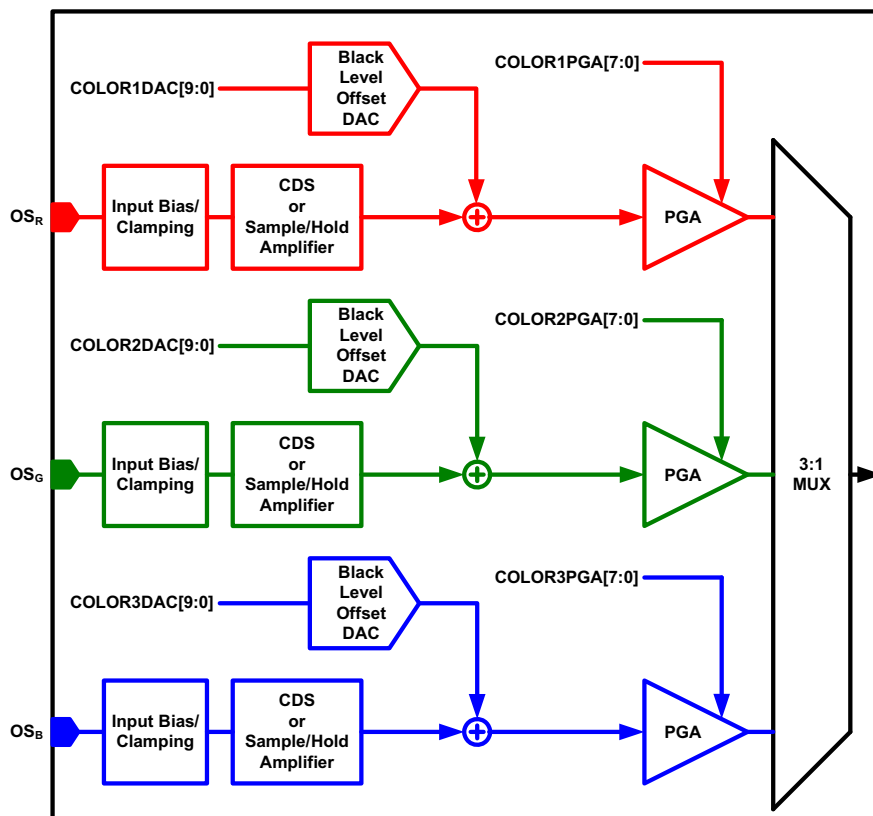 Black
Level
Offset
DAC
COLOR1DAC[9:0]
COLOR1PGA[7:0]
OSR
Input Bias/
Clamping
CDS
or
Sample/Hold
Amplifier
PGA
Black
Level
Offset
DAC
COLOR2DAC[9:0]
COLOR2PGA[7:0]
OSG
Input Bias/
Clamping
CDS
or
Sample/Hold
Amplifier
PGA
3:1
MUX
Black
Level
Offset
DAC
COLOR3DAC[9:0]
COLOR3PGA[7:0]
OSB
Input Bias/
Clamping
CDS
or
Sample/Hold
Amplifier
PGA